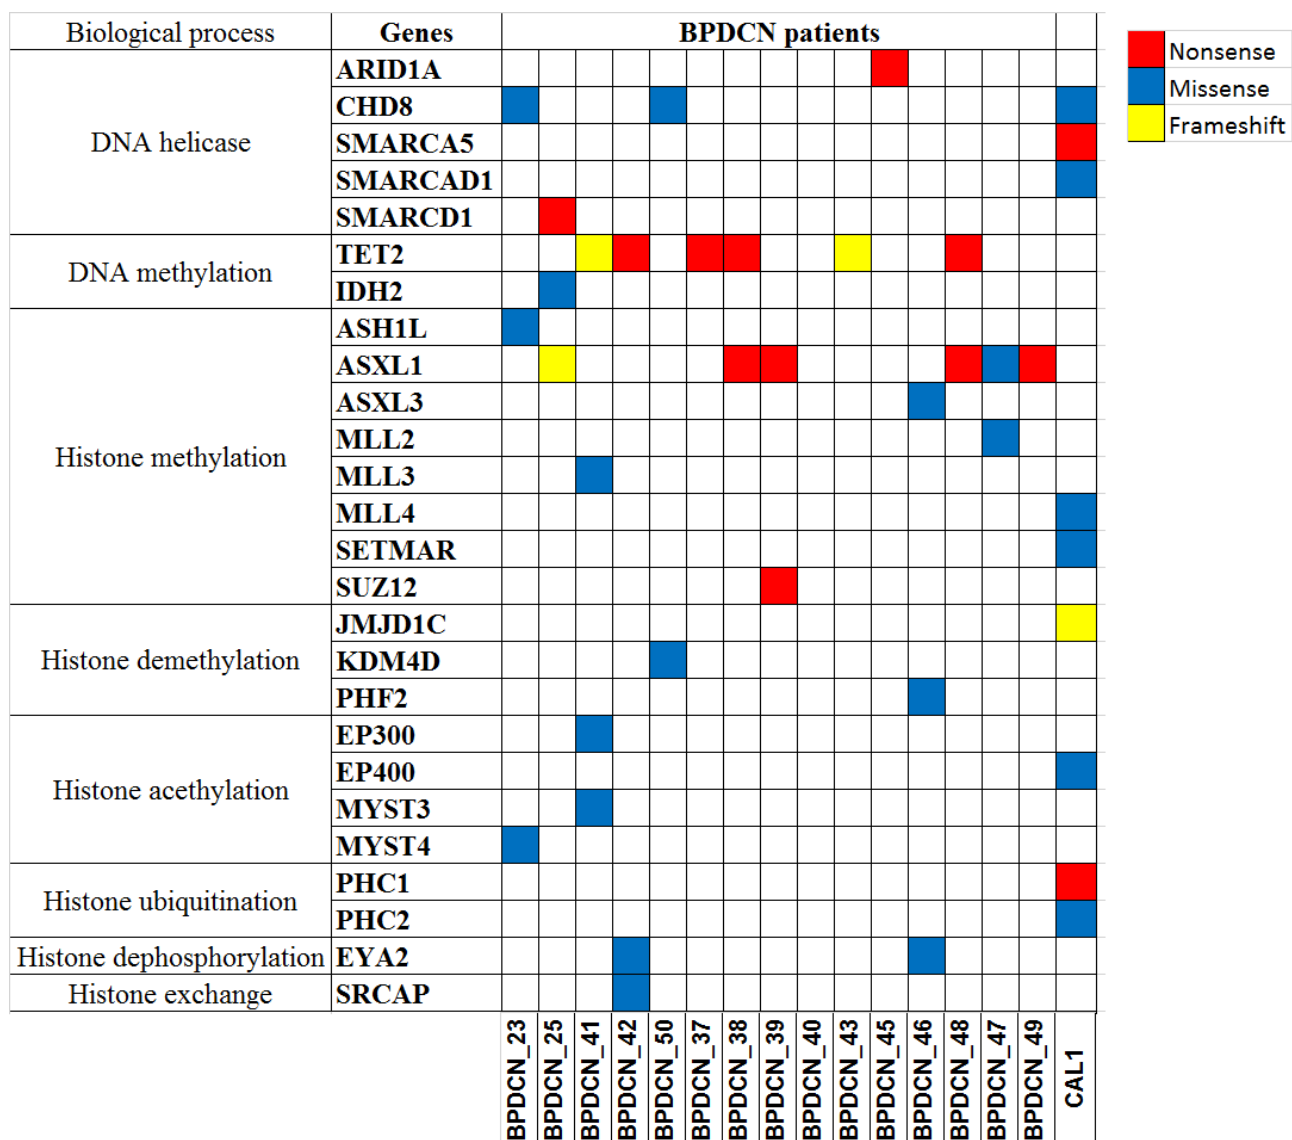 Biological process Genes BPDCN patients
Nonsense
Missense
Frameshift
DNA helicase
ARID1A
CHD8
SMARCA5
SMARCAD1
SMARCD1
DNA methylation
TET2
IDH2
Histone methylation
ASH1L
ASXL1
ASXL3
MLL2
MLL3
MLL4
SETMAR
SUZ12
Histone demethylation
JMJD1C
KDM4D
PHF2
Histone acethylation
EP300
EP400
MYST3
MYST4
Histone ubiquitination
PHC1
PHC2
Histone dephosphorylation EYA2
Histone exchange SRCAP
BPDCN_23
BPDCN_25
BPDCN_41
BPDCN_42
BPDCN_50
BPDCN_37
BPDCN_38
BPDCN_39
BPDCN_40
BPDCN_43
BPDCN_45
BPDCN_46
BPDCN_48
BPDCN_47
BPDCN_49
CAL1